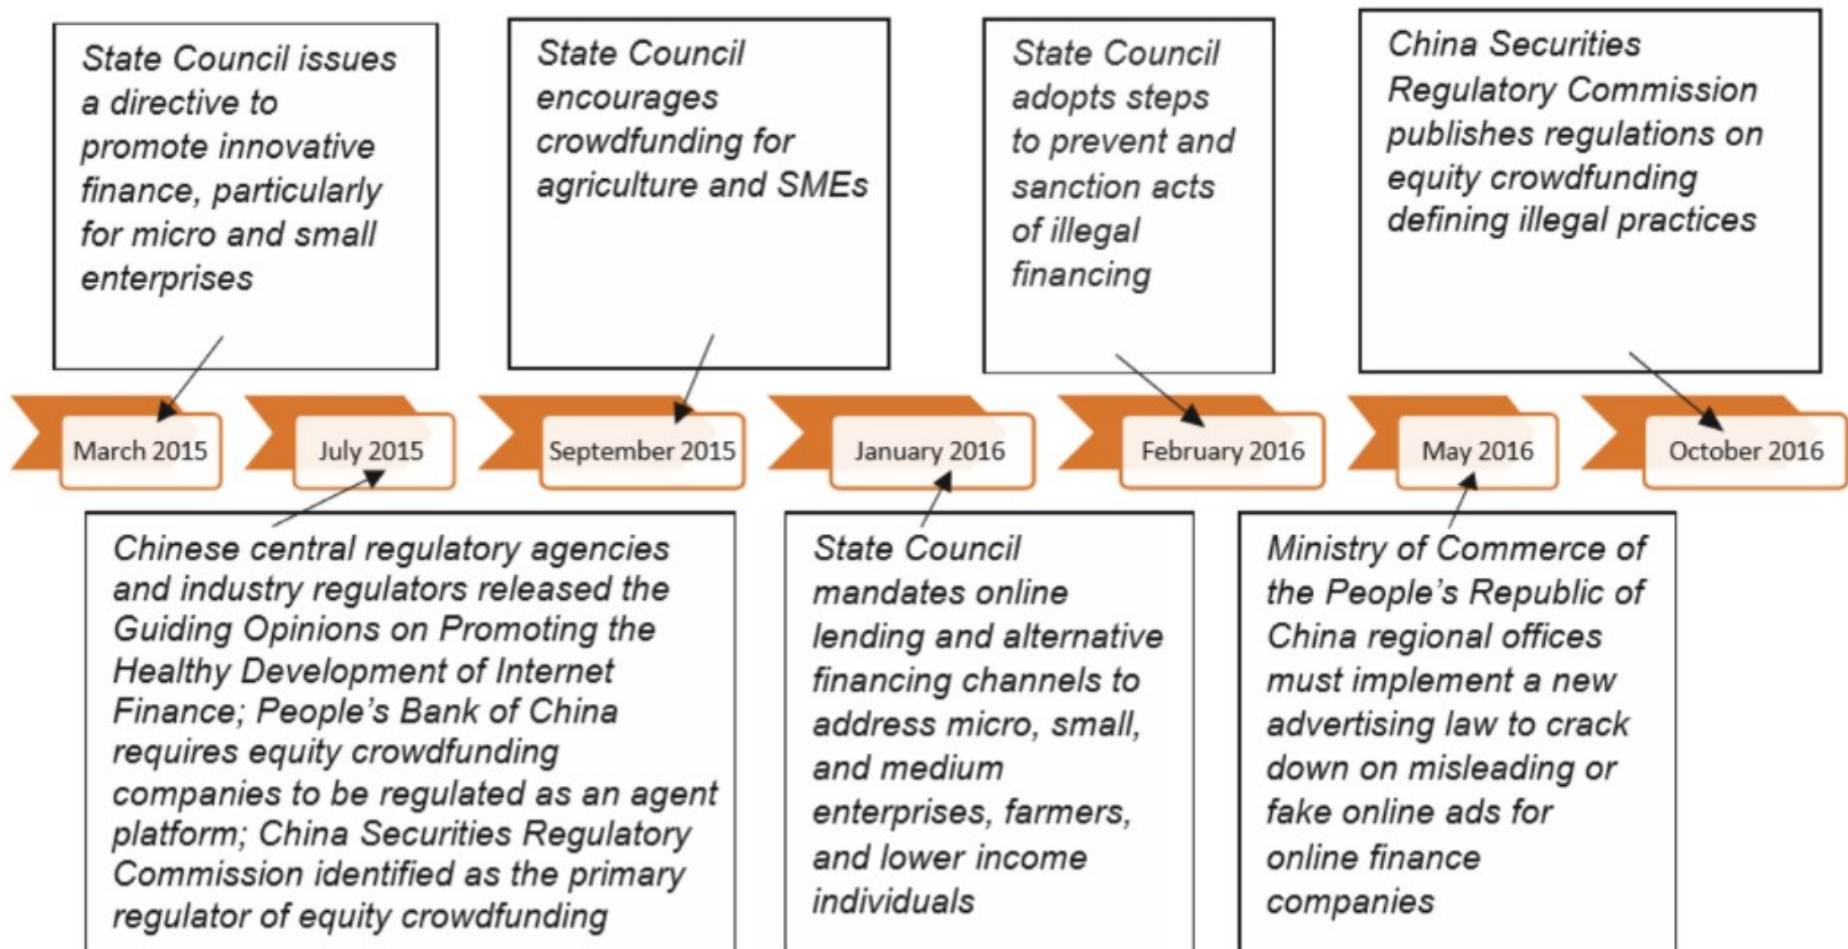 State Council issues
a directive to
promote innovative
finance, particularly
for micro and small
enterprises
State Council
encourages
crowdfunding for
agriculture and SMEs
State Council
adopts steps
to prevent and
sanction acts
of illegal
financing
China Securities
Regulatory Commission
publishes regulations on
equity crowdfunding
defining illegal practices
March 2015
July 2015
September 2015
January 2016
February 2016
May 2016
October 2016
Chinese central regulatory agencies
and industry regulators released the
Guiding Opinions on Promoting the
Healthy Development of Internet
Finance; People's Bank of China
requires equity crowdfunding
companies to be regulated as an agent
platform; China Securities Regulatory
Commission identified as the primary
regulator of equity crowdfunding
State Council
mandates online
lending and alternative
financing channels to
address micro, small,
and medium
enterprises, farmers,
and lower income
individuals
Ministry of Commerce of
the People's Republic of
China regional offices
must implement a new
advertising law to crack
down on misleading or
fake online ads for
online finance
companies